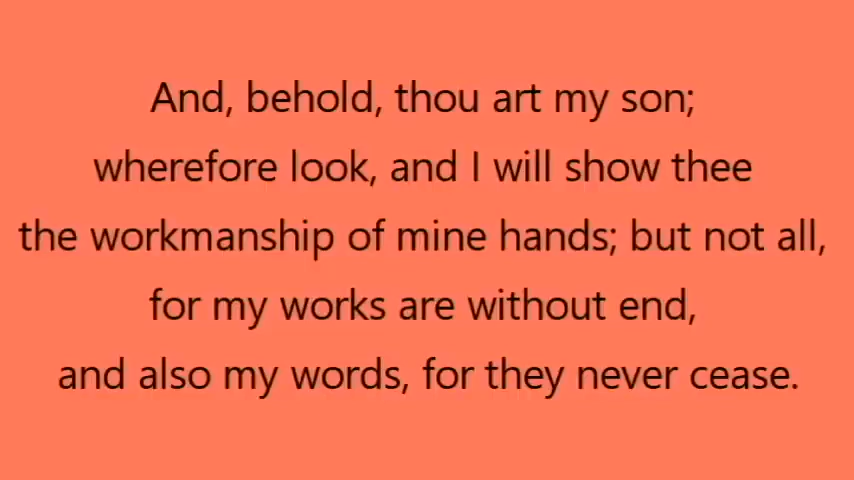 And, behold, thou art my son;
wherefore look, and I will show thee
the workmanship of mine hands; but not all,
for my works are without end,
and also my words, for they never cease.